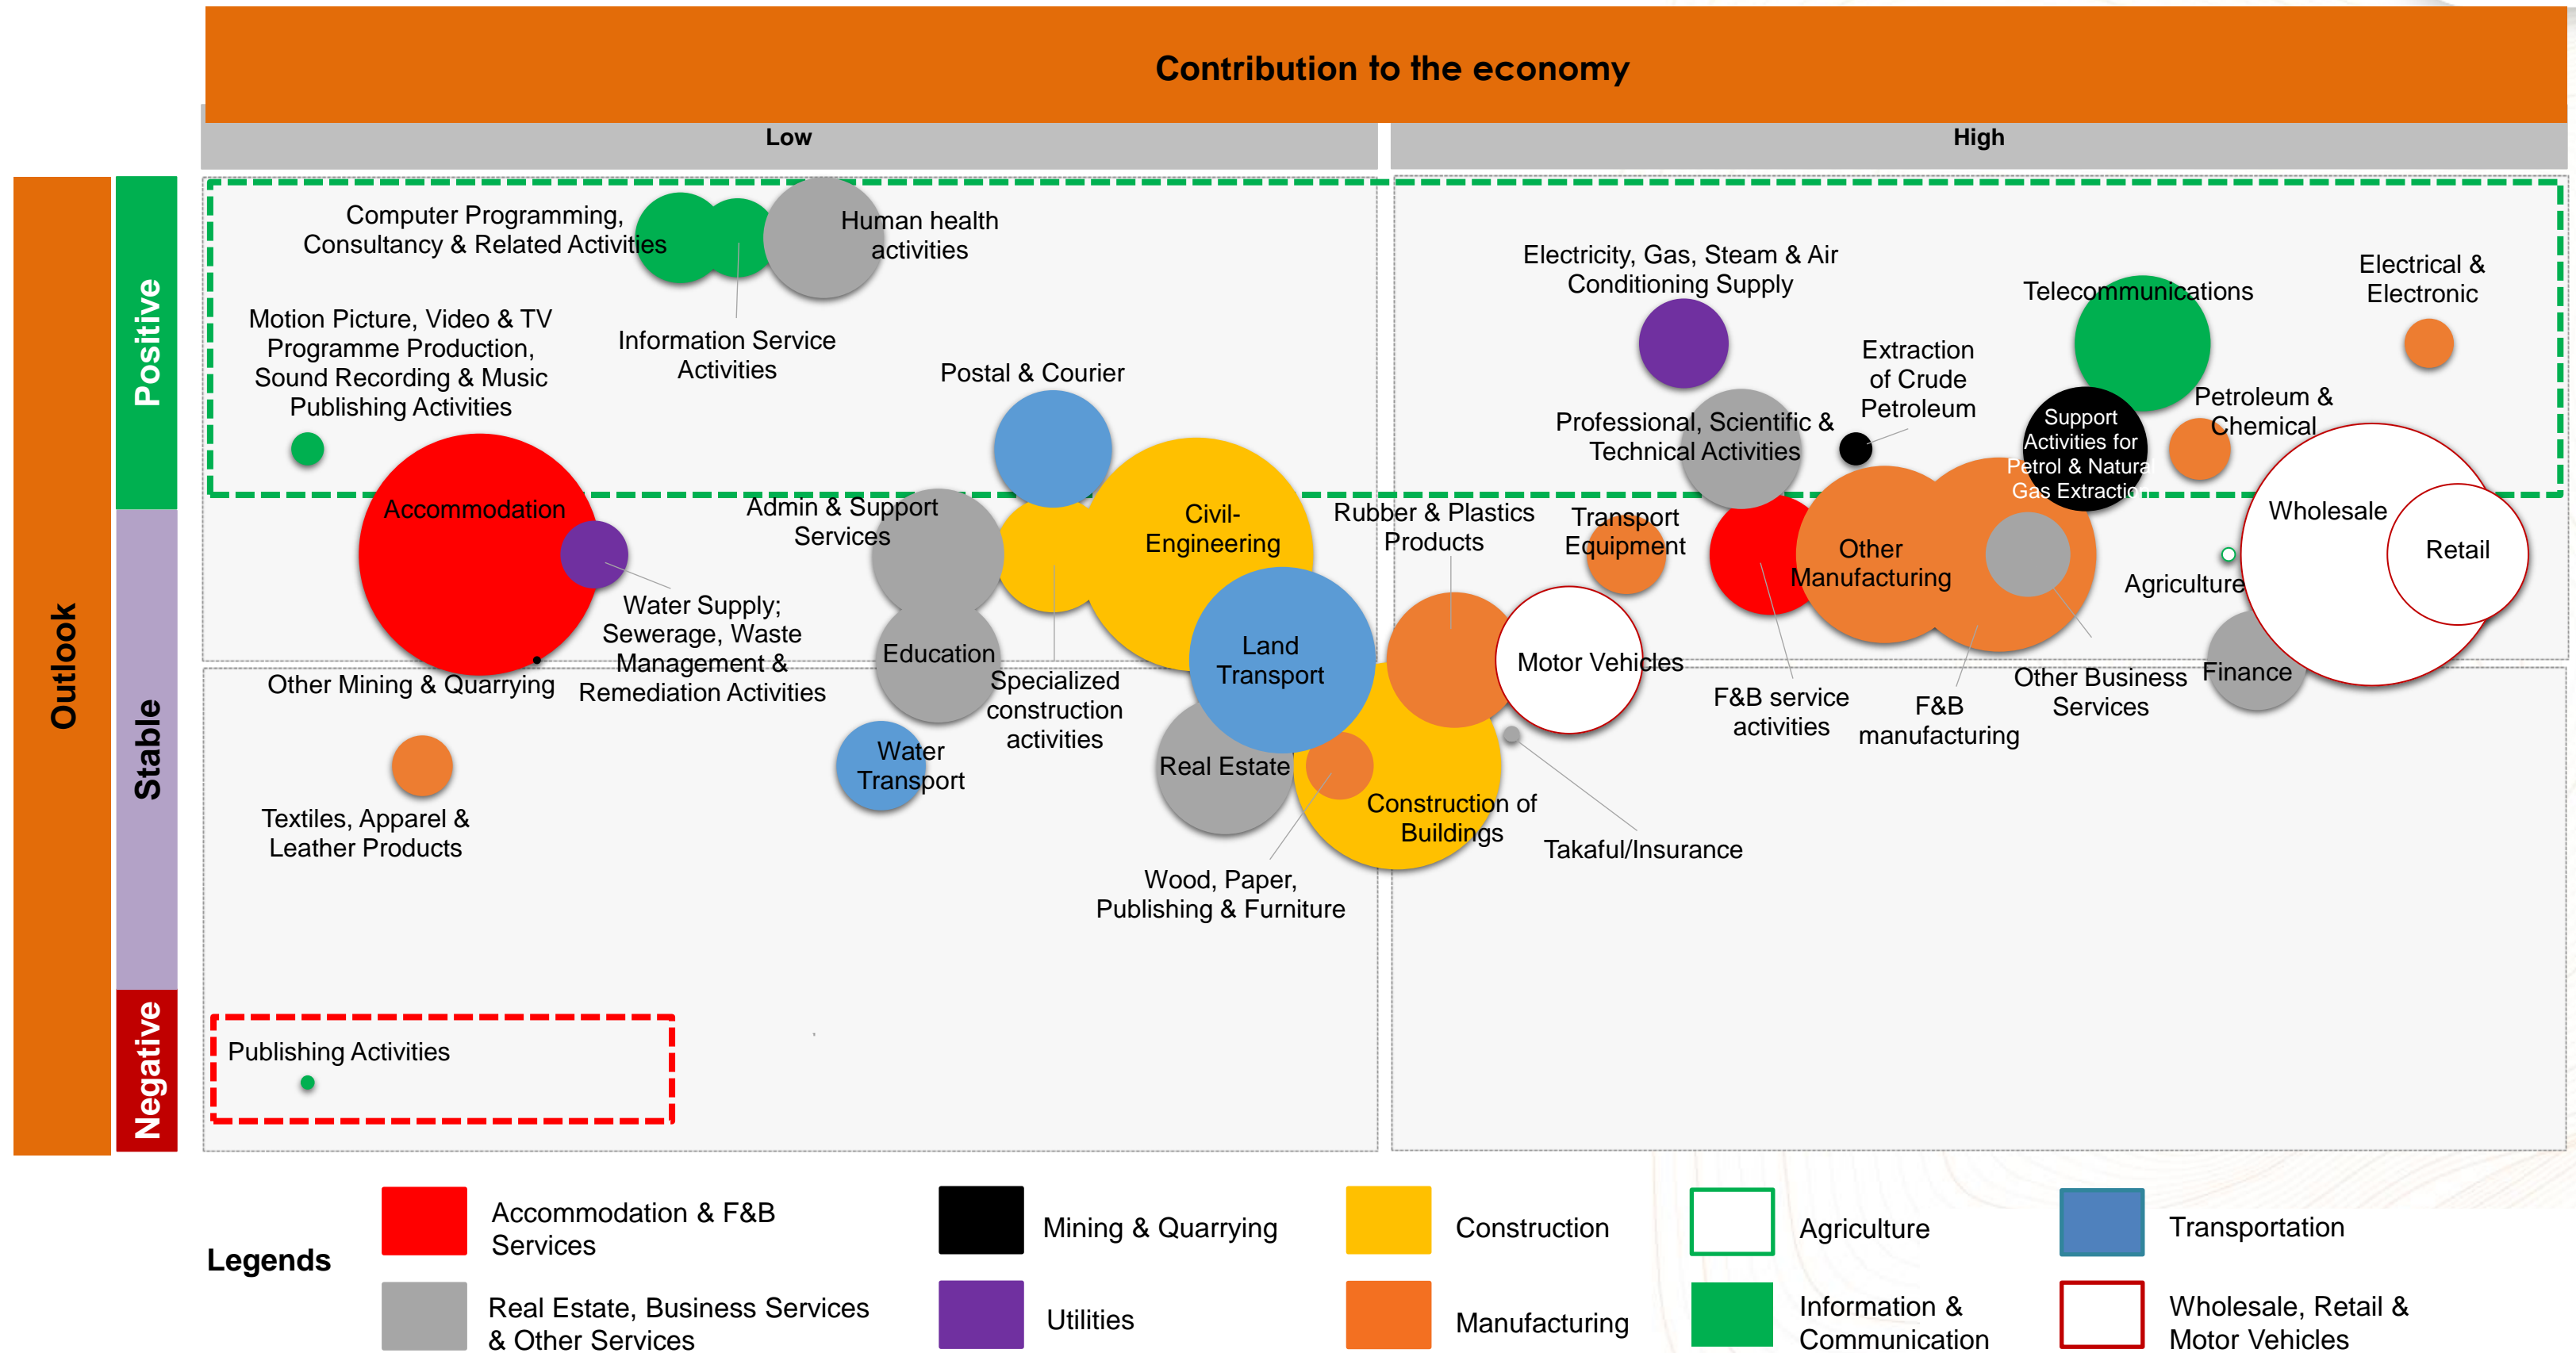 Contribution to the economy
Low
High
Outlook
Positive
Stable
Negative
Computer Programming,
Consultancy & Related Activities
Human health
activities
Information Service
Activities
Motion Picture, Video & TV
Programme Production,
Sound Recording & Music
Publishing Activities
Postal & Courier
Electricity, Gas, Steam & Air
Conditioning Supply
Telecommunications
Electrical &
Electronic
Extraction
of Crude
Petroleum
Professional, Scientific &
Technical Activities
Support
Activities for
Petrol & Natura
Gas Extractio
Petroleum &
Chemical
Accommodation
Admin & Support
Services
Civil-
Engineering
Rubber & Plastics
Products
Transport
Equipment
Other
Manufacturing
Wholesale
Retail
Agriculture
Water Supply;
Sewerage, Waste
Management &
Remediation Activities
Other Mining & Quarrying
Education
Specialized
construction
activities
Land
Transport
Motor Vehicles
F&B service
activities
F&B
manufacturing
Other Business
Services
Finance
Textiles, Apparel &
Leather Products
Water
Transport
Real Estate
Construction of
Buildings
Takaful/Insurance
Wood, Paper,
Publishing & Furniture
Publishing Activities
Legends
Accommodation & F&B
Services
Mining & Quarrying
Construction
Agriculture
Transportation
Real Estate, Business Services
& Other Services
Utilities
Manufacturing
Information &
Communication
Wholesale, Retail &
Motor Vehicles